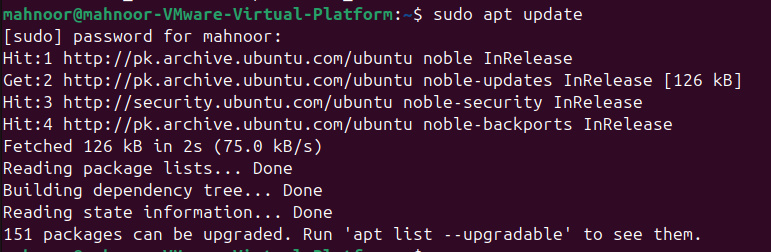 mahnoor@mahnoor-VMware-Virtual-Platform:~$ sudo apt update
[sudo] password for mahnoor:
Hit:1 http://pk.archive.ubuntu.com/ubuntu noble InRelease
Get:2 http://pk.archive.ubuntu.com/ubuntu noble-updates InRelease [126 kB]
Hit:3 http://security.ubuntu.com/ubuntu noble-security InRelease
Hit:4 http://pk.archive.ubuntu.com/ubuntu noble-backports InRelease
Fetched 126 kB in 2s (75.0 kB/s)
Reading package lists... Done
Building dependency tree... Done
Reading state information... Done
151 packages can be upgraded. Run 'apt list --upgradable' to see them.